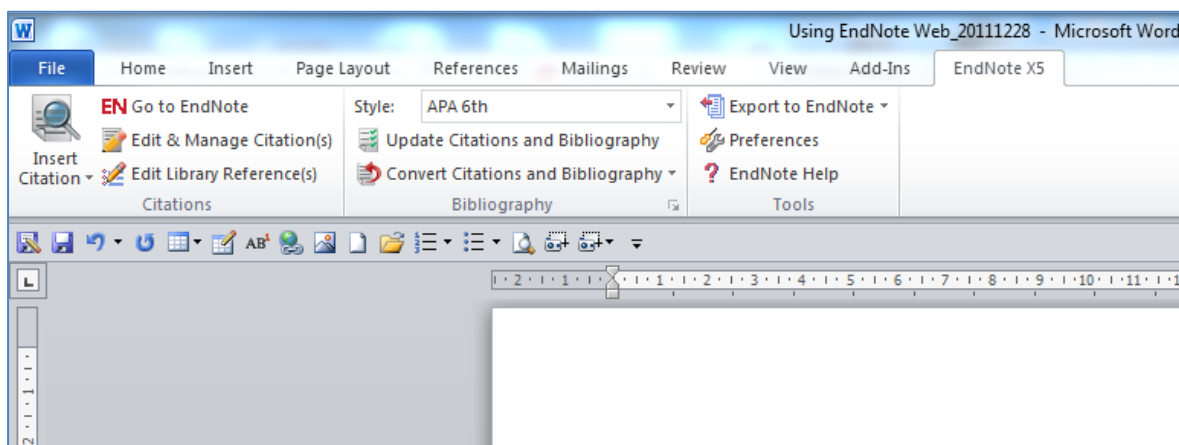 W
Using EndNote Web_20111228 - Microsoft Word
File Home Insert Page Layout References Mailings Review View Add-Ins EndNote X5
EN Go to EndNote Style: APA 6th Export to EndNote
Edit & Manage Citation(s) Update Citations and Bibliography Preferences
Insert
Citation Edit Library Reference(s) Convert Citations and Bibliography ? EndNote Help
Citations Bibliography Tools
AB¹
L
2 1 1 2 3 4 5 6 7 8 9 10 11
1
2